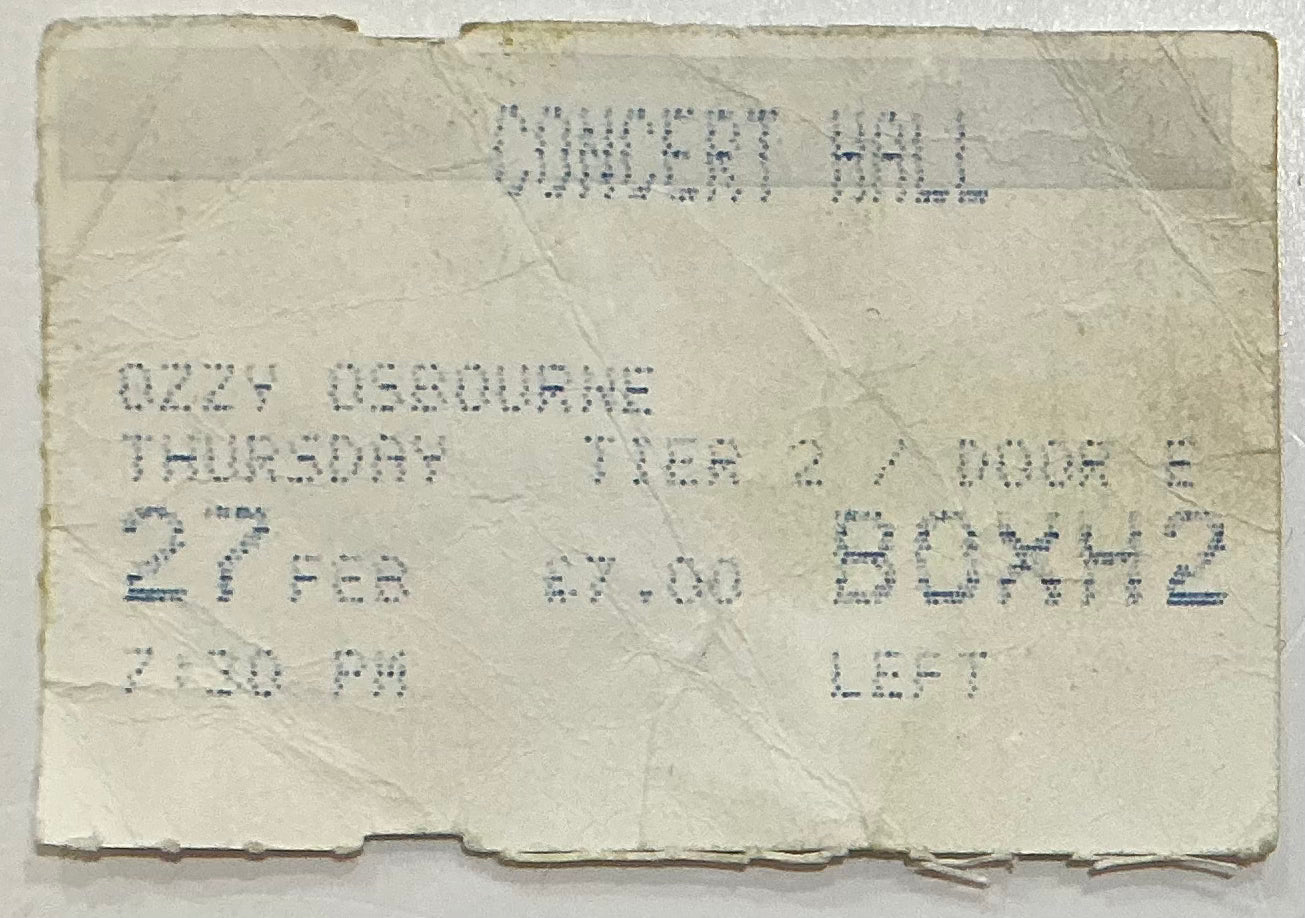 CONCERT HALL
OZZY OSBOURNE
THURSDAY TIER 2 / DOOR E
27 FEB £7.00 BOXH2
7:30 PM LEFT